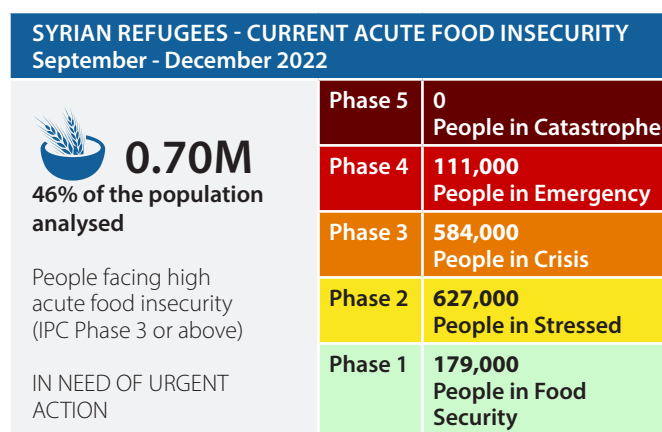 SYRIAN REFUGEES - CURRENT ACUTE FOOD INSECURITY
September - December 2022
0.70M
46% of the population
analysed
People facing high
acute food insecurity
(IPC Phase 3 or above)
IN NEED OF URGENT
ACTION
Phase 5
0
People in Catastrophe
Phase 4
111,000
People in Emergency
Phase 3
584,000
People in Crisis
Phase 2
627,000
People in Stressed
Phase 1
179,000
People in Food
Security